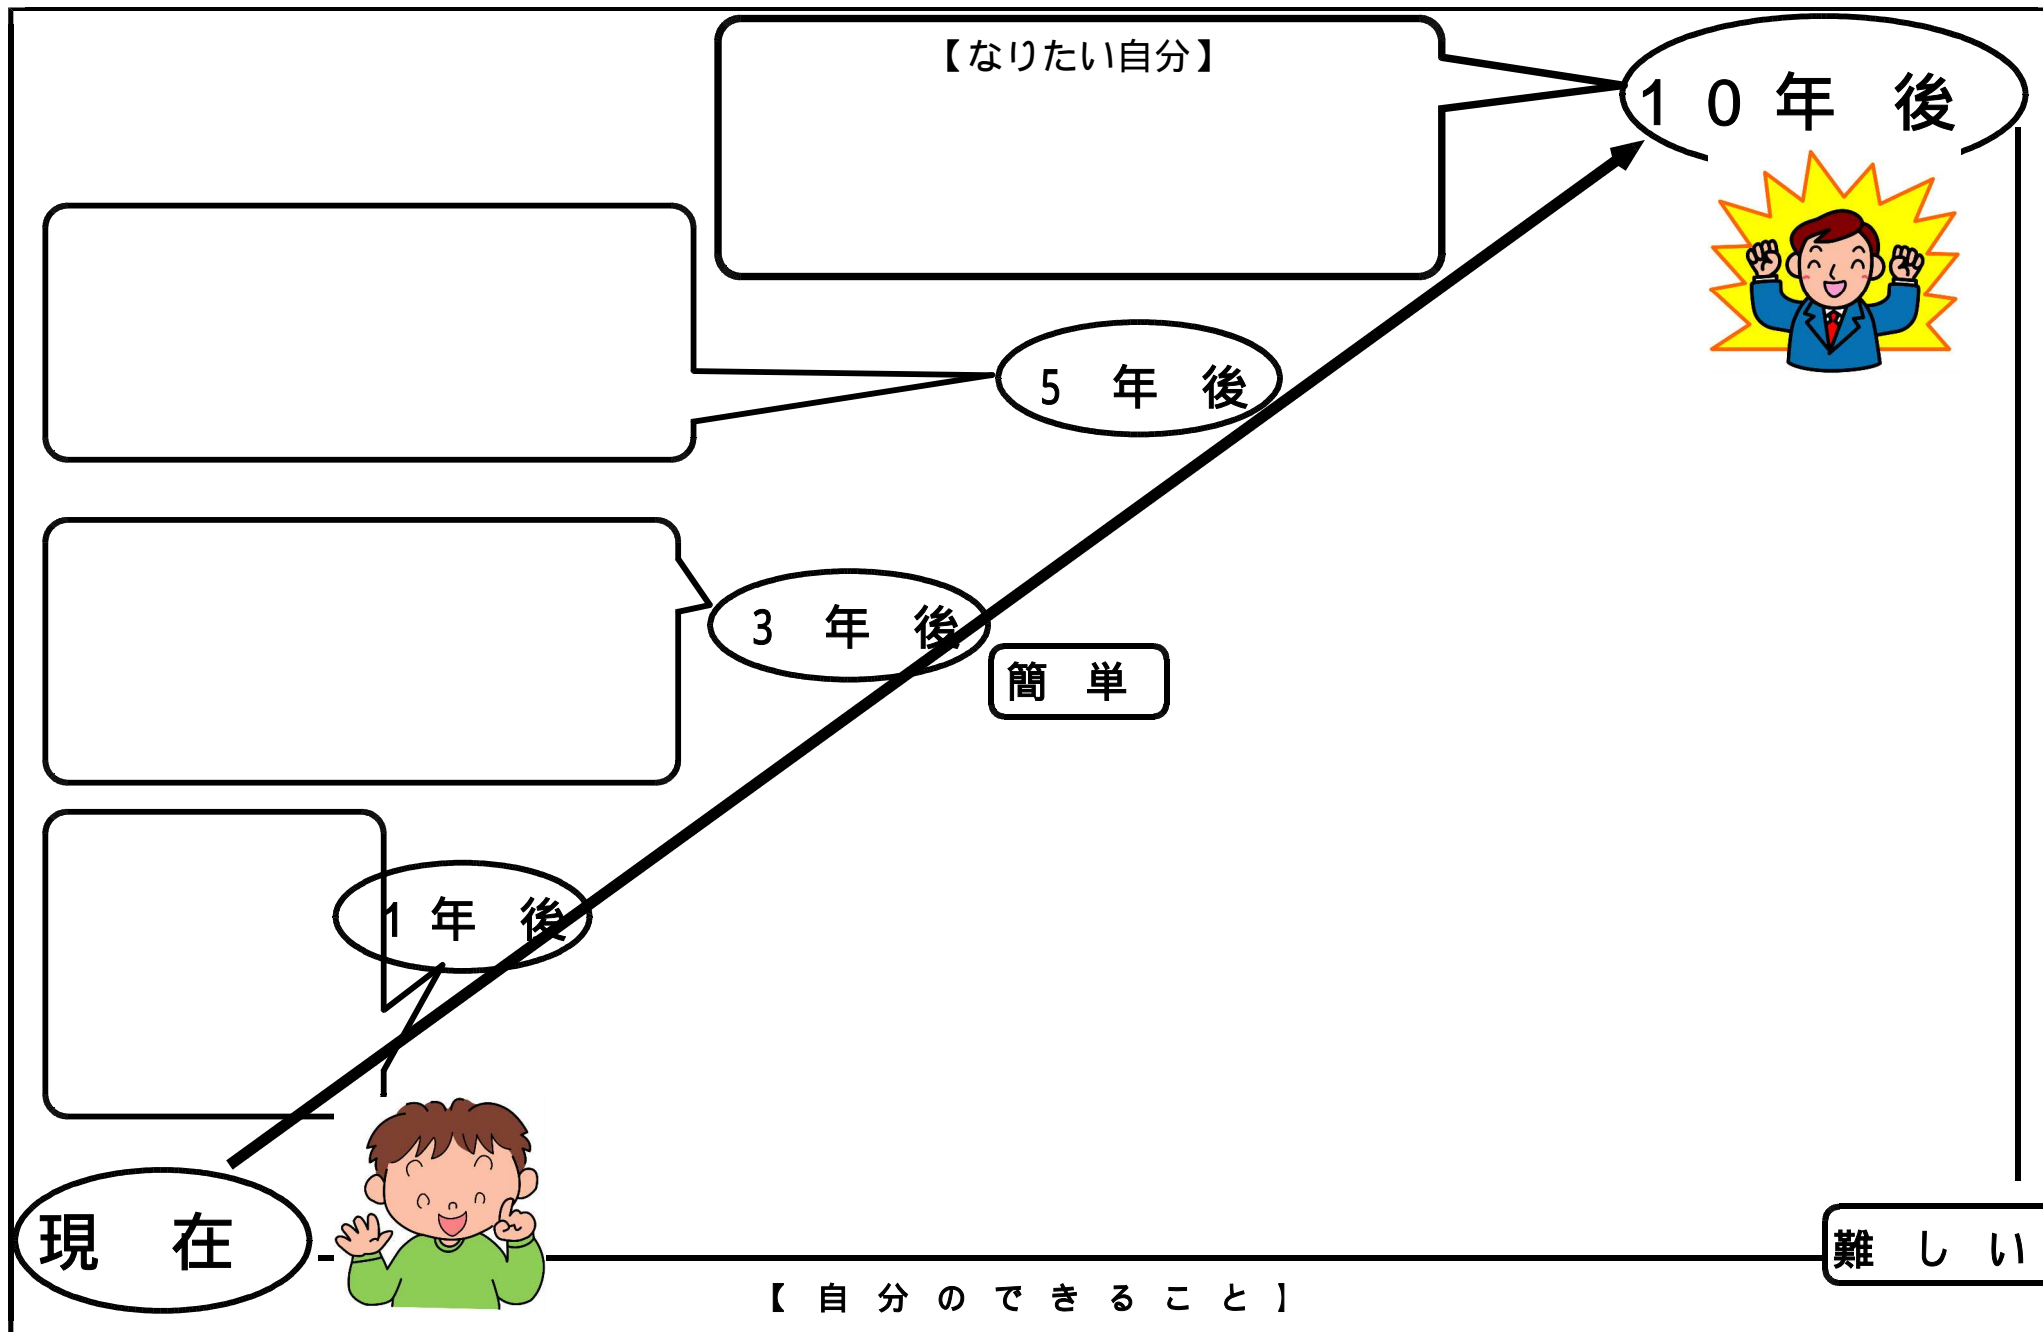 【なりたい自分】
10年後
5年後
3年後
簡単
1年後
現在
難しい
【自分のできること】